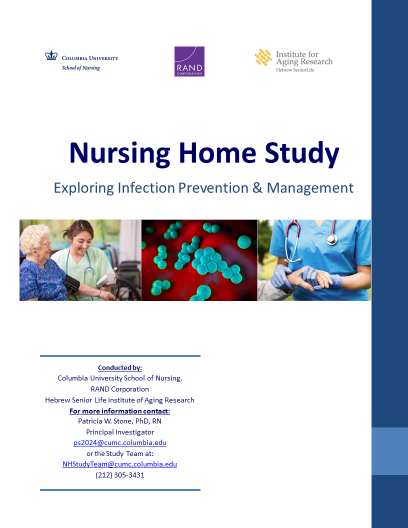 COLUMBIA UNIVERSITY
School of Nursing
RAND
CORPORATION
Institute for
Aging Research
Hebrew SeniorLife
Nursing Home Study
Exploring Infection Prevention & Management
Conducted by:
Columbia University School of Nursing.
RAND Corporation
Hebrew Senior Life Institute of Aging Research
For more information contact:
Patricia W. Stone, PhD, RN
Principal Investigator
ps2024@cumc.columbia.edu
or the Study Team at:
NHStudyTeam@cumc.columbia.edu
(212) 305-3431